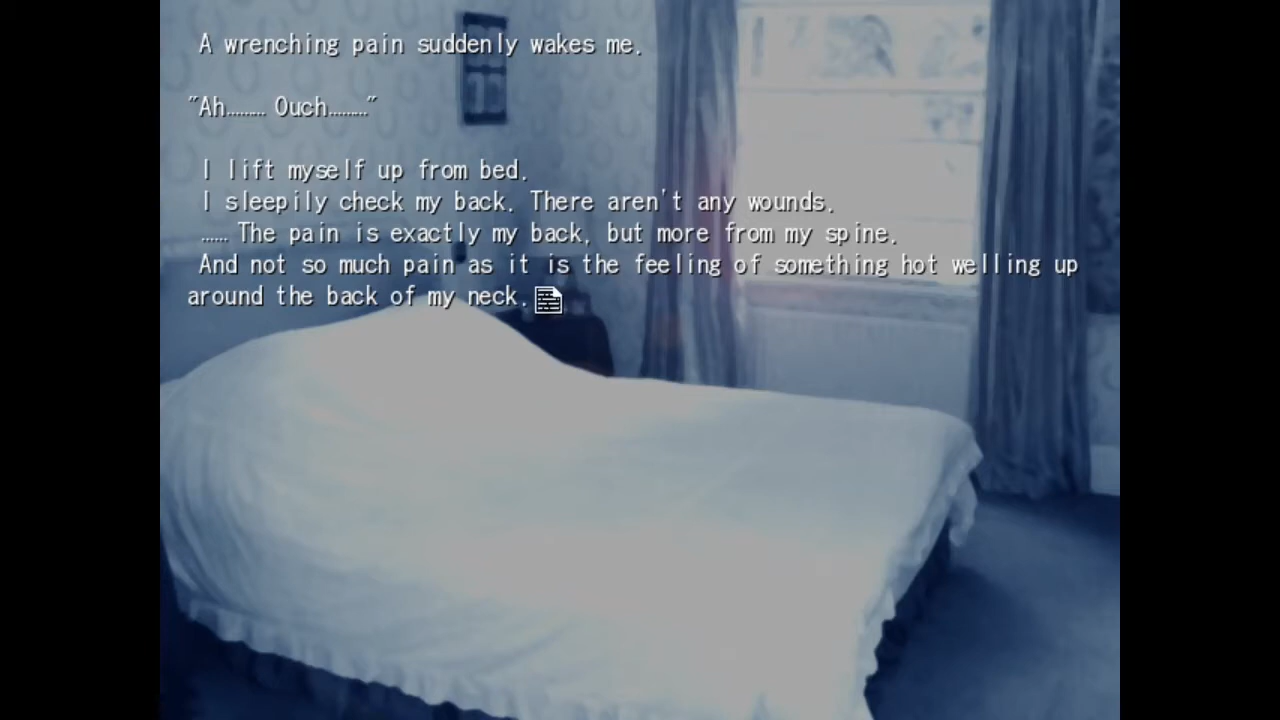 A wrenching pain suddenly wakes me.
"Ah……… Ouch………"
I lift myself up from bed.
I sleepily check my back. There aren't any wounds.
…… The pain is exactly my back, but more from my spine.
And not so much pain as it is the feeling of something hot welling up
around the back of my neck.